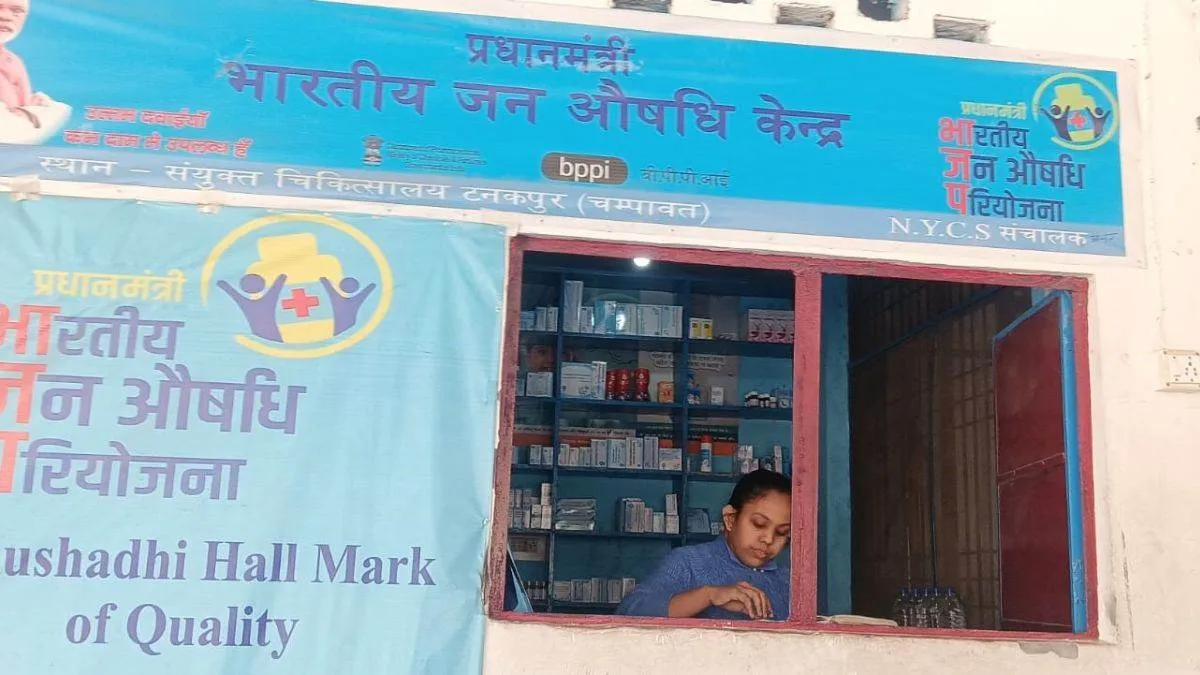 प्रधानमंत्री
भारतीय जन औषधि केन्द्र
उत्तम दवाईयाँ
कम दाम मे उपलब्ध हैं
bppi
बी.पी.पी.आई
स्थान – संयुक्त चिकित्सालय टनकपुर (चम्पावत)
प्रधानमंत्री
भारतीय
जन औषधि
परियोजना
N.Y.C.S संचालक
प्रधानमंत्री
भारतीय
जन औषधि
परियोजना
ushadhi Hall Mark
of Quality